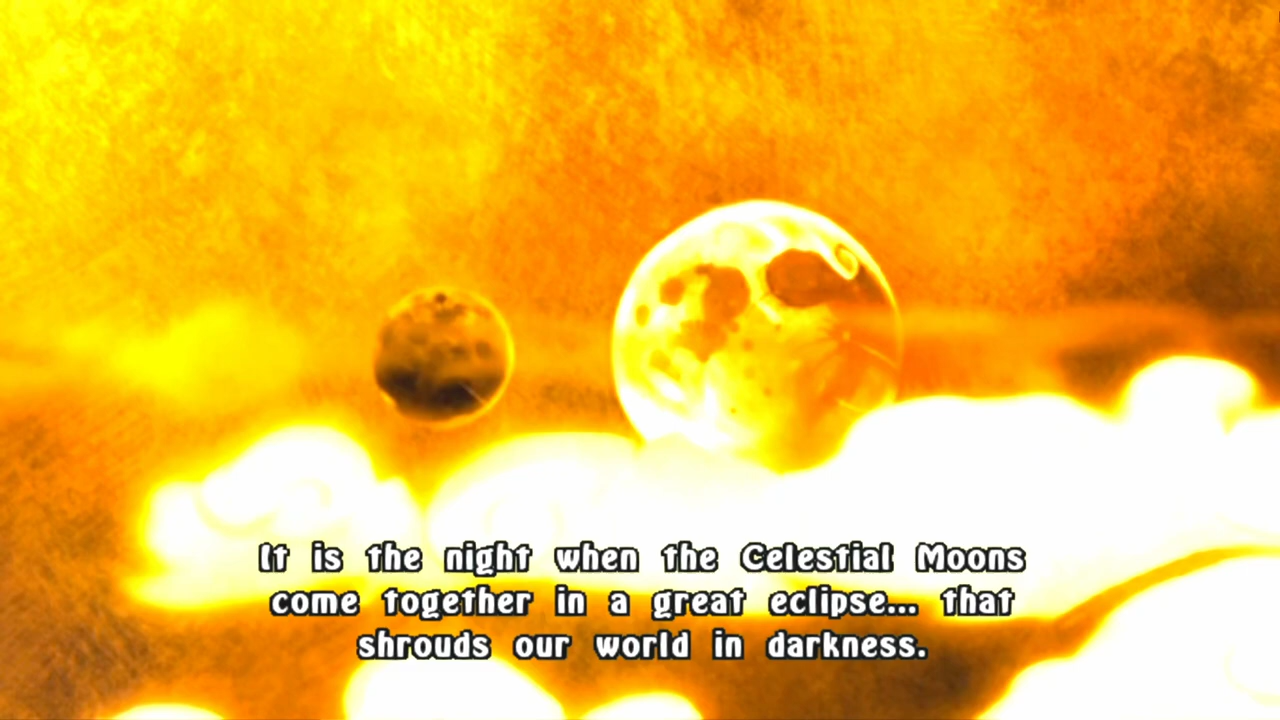 It is the night when the Celestial Moons
come together in a great eclipse... that
shrouds our world in darkness.